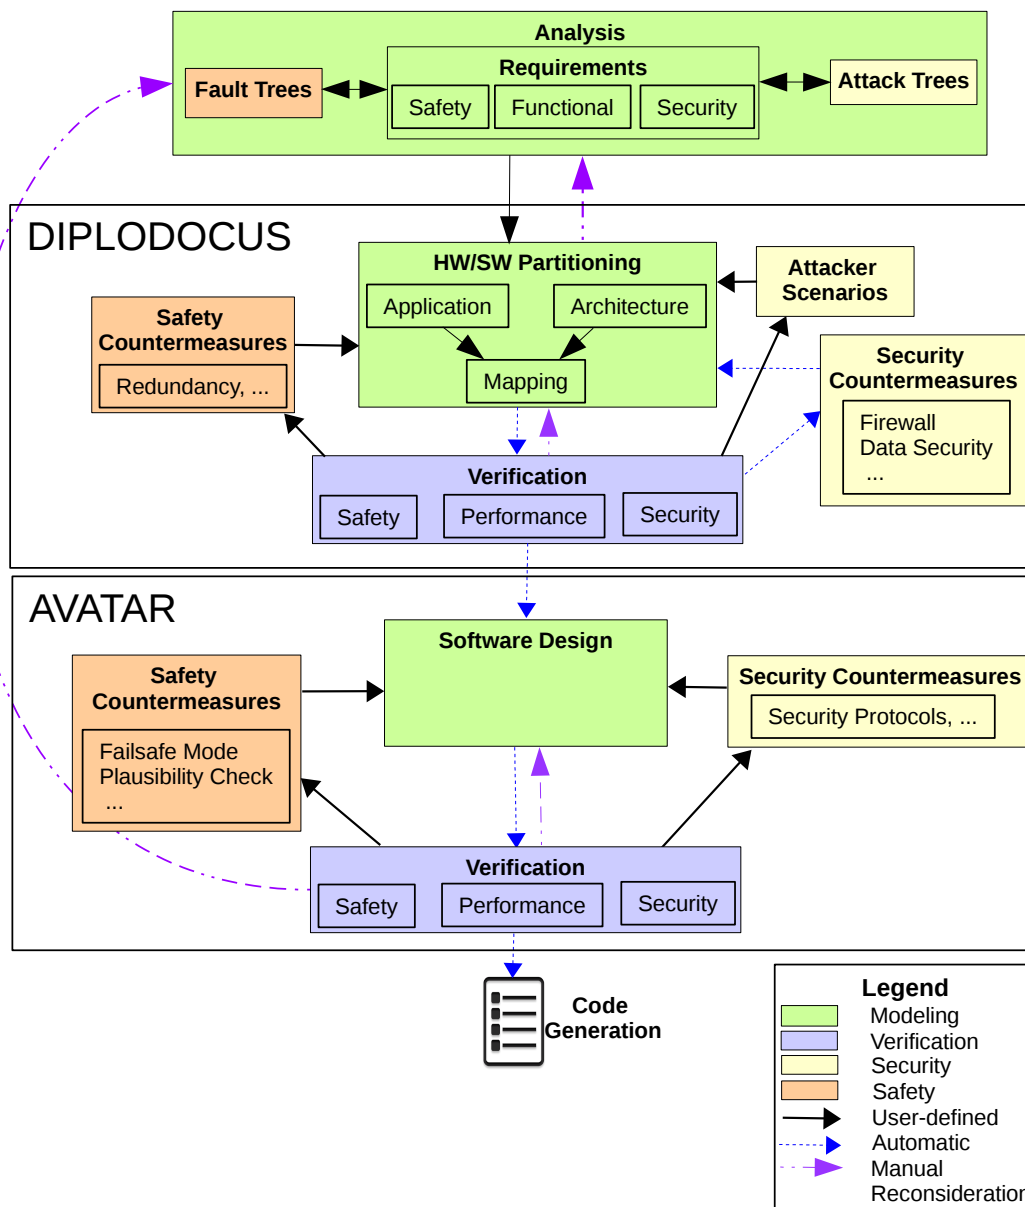 Analysis
Requirements
Fault Trees
Attack Trees
Safety
Functional
Security
DIPLODOCUS
HW/SW Partitioning
Application
Architecture
Mapping
Attacker
Scenarios
Safety
Countermeasures
Redundancy, ...
Security
Countermeasures
Firewall
Data Security
...
Verification
Safety
Performance
Security
AVATAR
Software Design
Safety
Countermeasures
Failsafe Mode
Plausibility Check
...
Security Countermeasures
Security Protocols, ...
Verification
Safety
Performance
Security
Code
Generation
Legend
Modeling
Verification
Security
Safety
User-defined
Automatic
Manual
Reconsideration